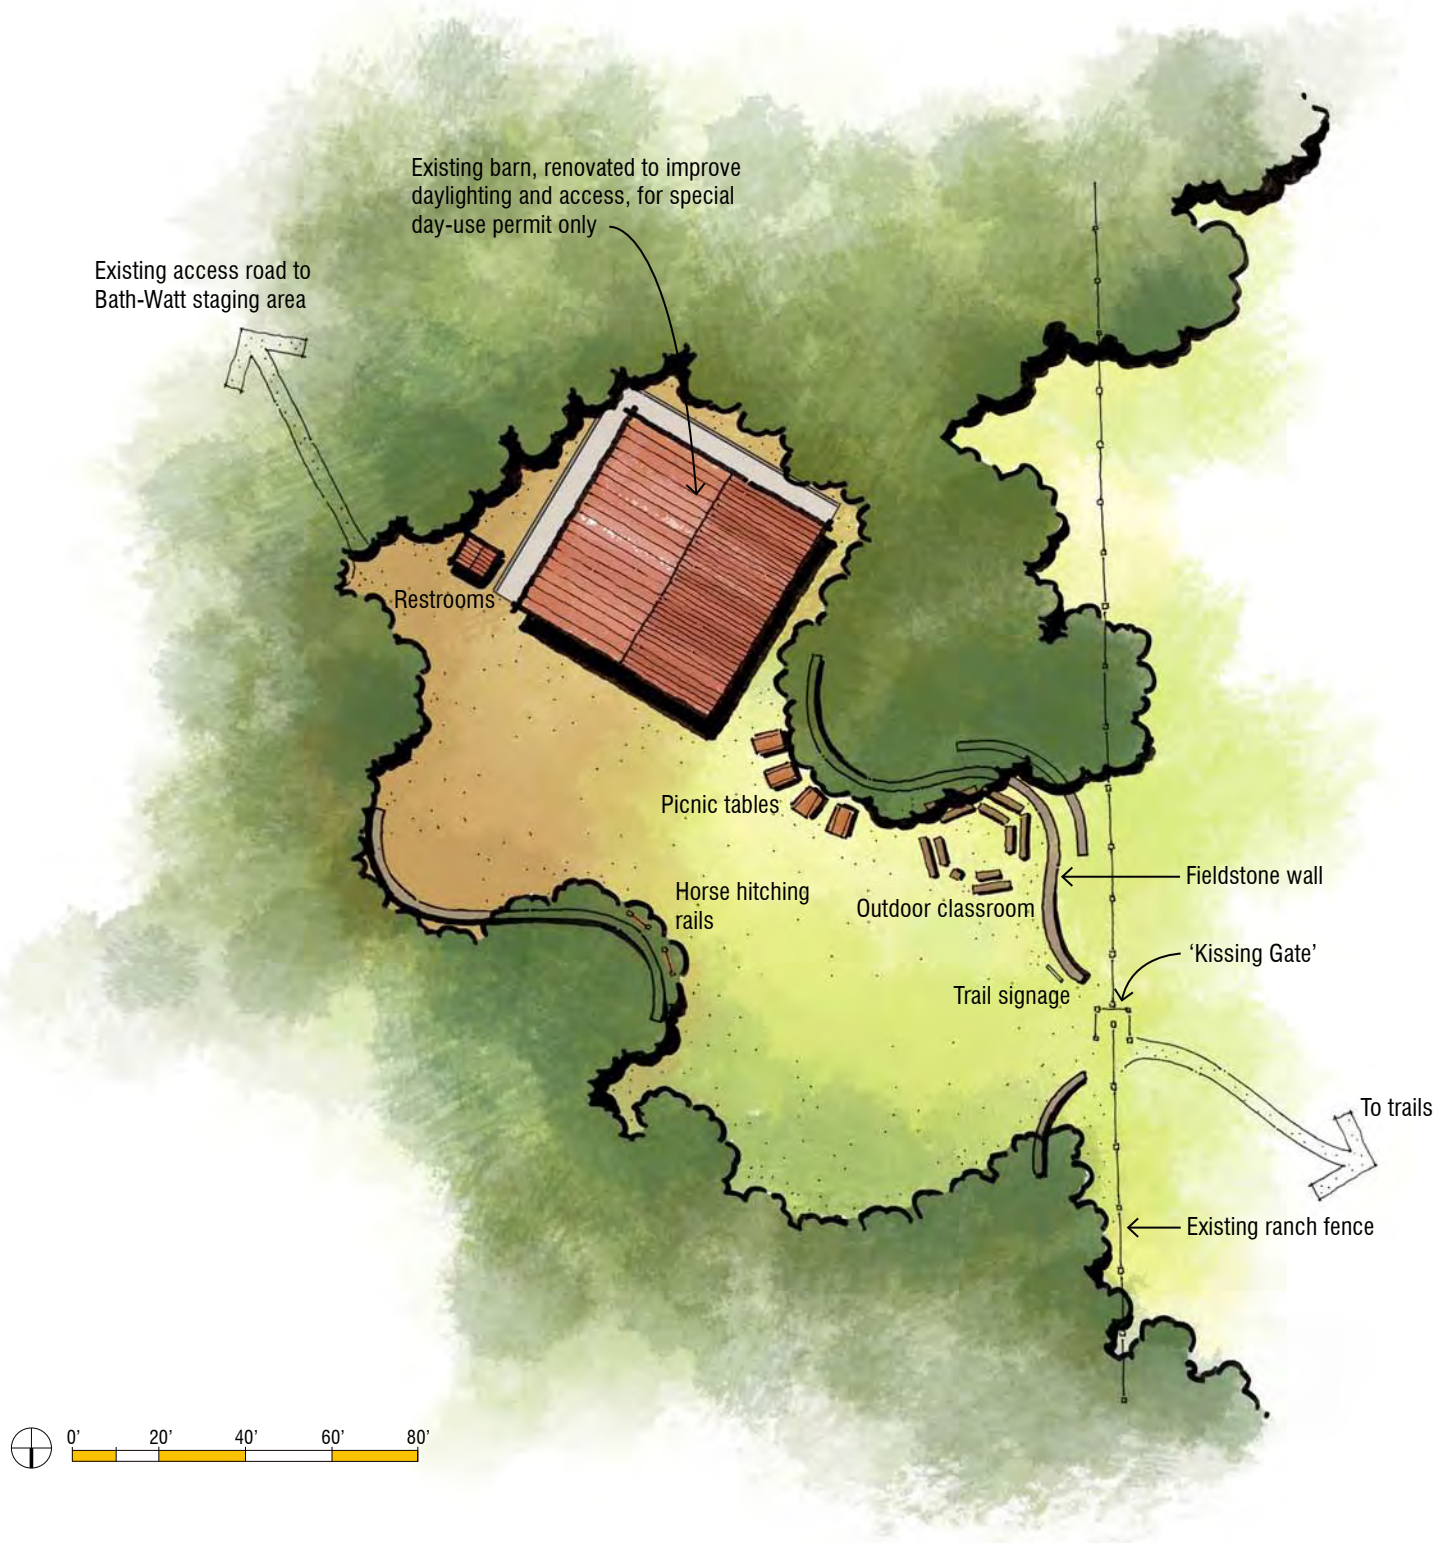 Existing barn, renovated to improve
daylighting and access, for special
day-use permit only
Existing access road to
Bath-Watt staging area
Restrooms
Picnic tables
Horse hitching
rails
Outdoor classroom
Fieldstone wall
‘Kissing Gate’
Trail signage
To trails
Existing ranch fence
0’ 20’ 40’ 60’ 80’